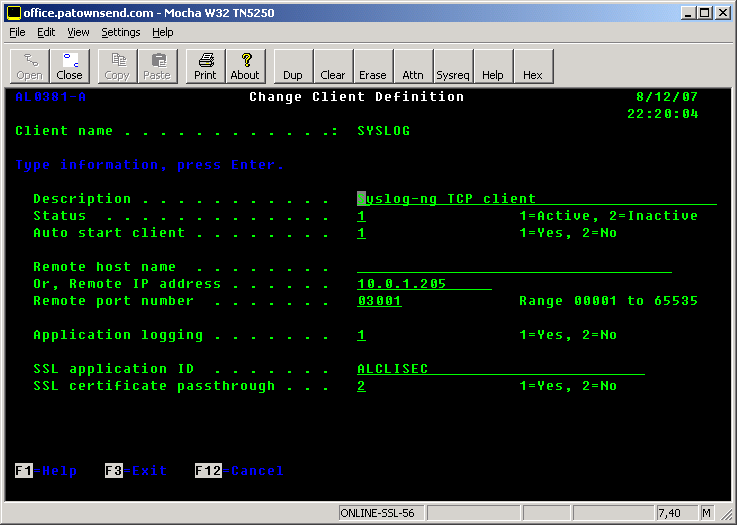 office.patownsend.com - Mocha W32 TN5250
File Edit View Settings Help
Open Close Copy Paste Print About Dup Clear Erase Attn Sysreq Help Hex
AL0381-A Change Client Definition 8/12/07
22:20:04
Client name . . . . . . . . . . . .: SYSLOG
Type information, press Enter.
Description . . . . . . . . . . . Syslog-ng TCP client
Status . . . . . . . . . . . . . 1 1=Active, 2=Inactive
Auto start client . . . . . . . . 1 1=Yes, 2=No
Remote host name . . . . . . . .
Or, Remote IP address . . . . . . 10.0.1.205
Remote port number . . . . . . . 03001 Range 00001 to 65535
Application logging . . . . . . . 1 1=Yes, 2=No
SSL application ID . . . . . . . ALCLISEC
SSL certificate passthrough . . . 2 1=Yes, 2=No
F1=Help F3=Exit F12=Cancel
ONLINE-SSL-56 7,40 M